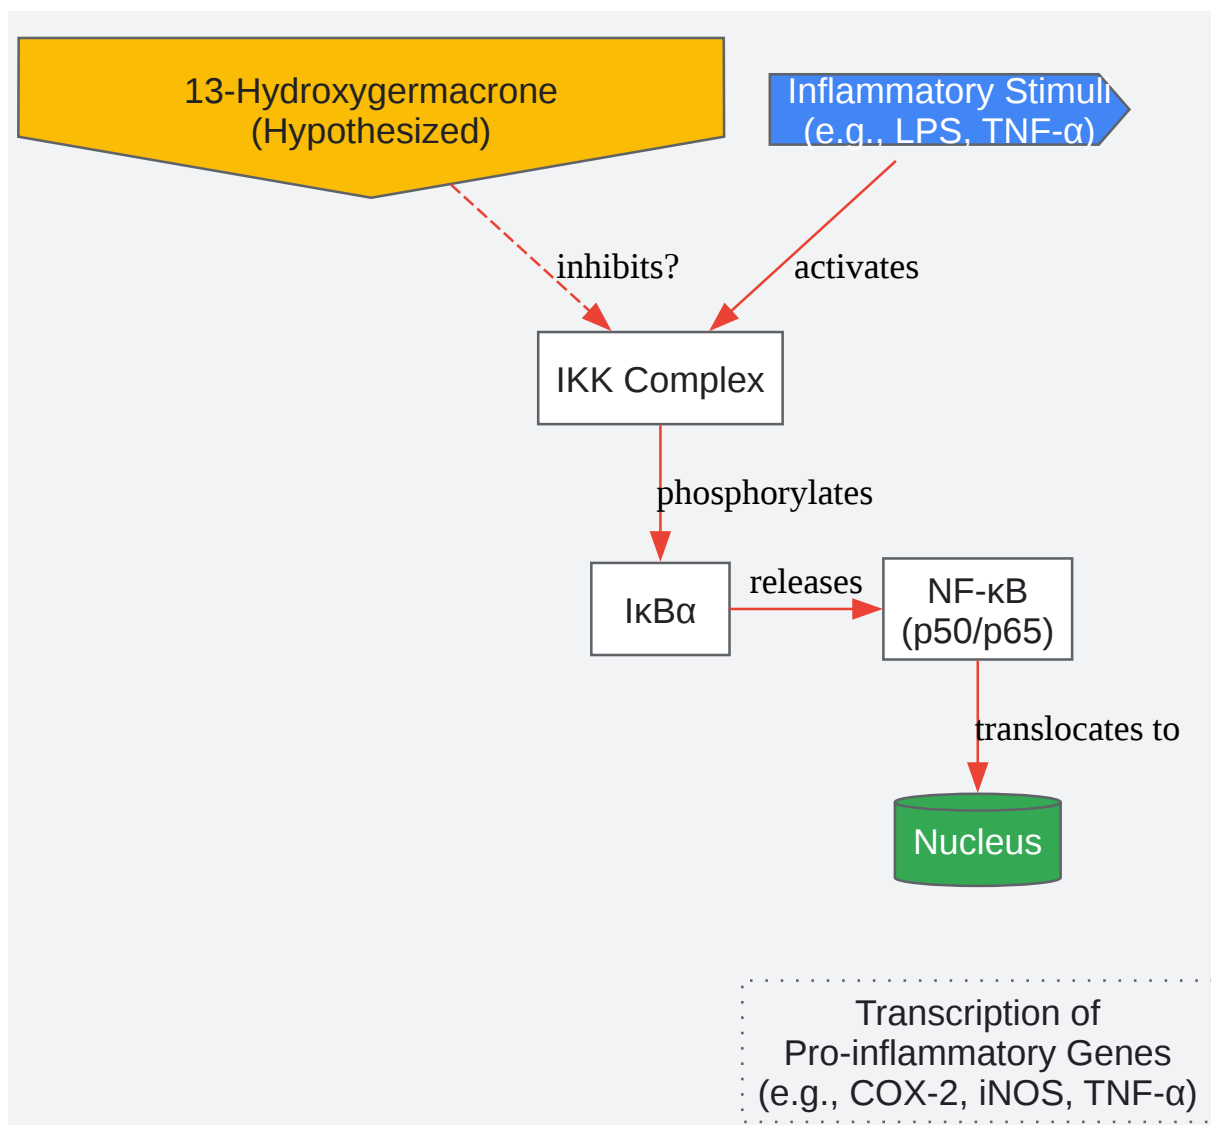 13-Hydroxygermacrone
(Hypothesized)
Inflammatory Stimuli
(e.g., LPS, TNF-α)
inhibits?
activates
IKK Complex
phosphorylates
IκBα
releases
NF-κB
(p50/p65)
translocates to
Nucleus
Transcription of
Pro-inflammatory Genes
(e.g., COX-2, iNOS, TNF-α)